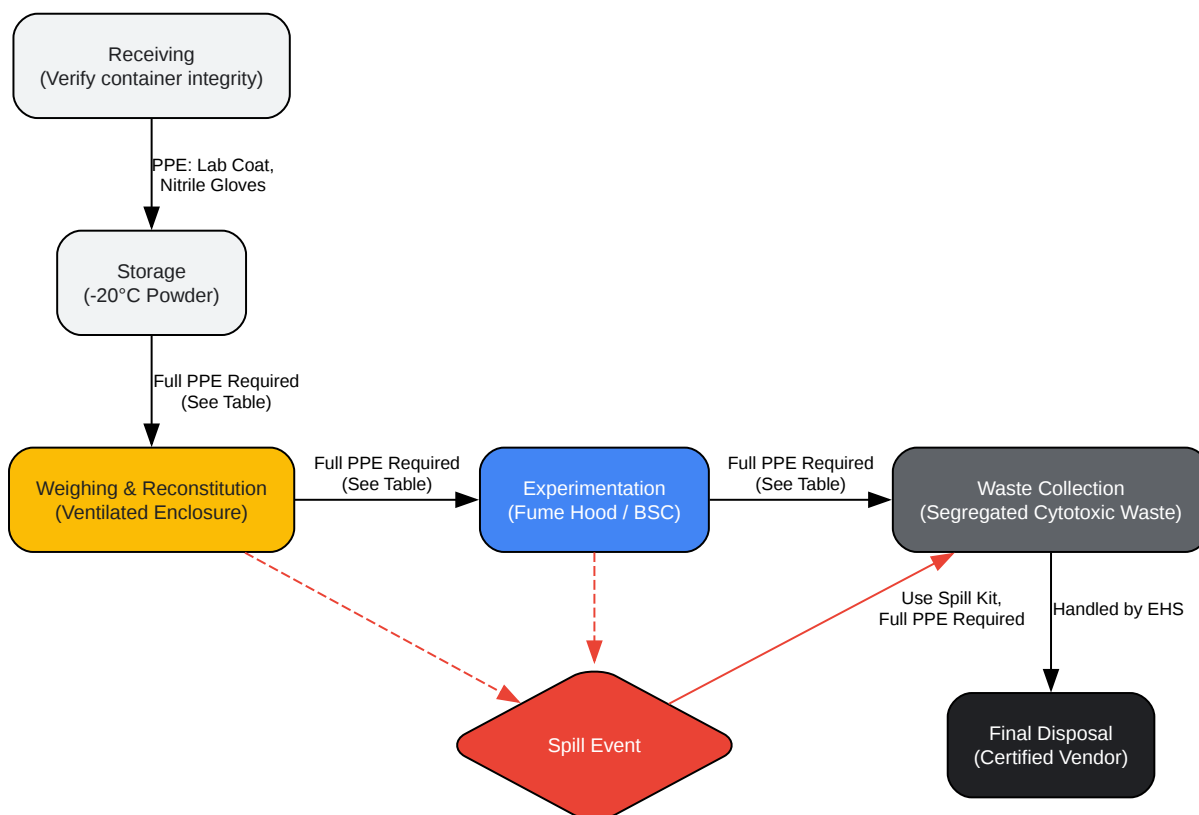 Receiving
(Verify container integrity)
PPE: Lab Coat,
Nitrile Gloves
Storage
(-20°C Powder)
Full PPE Required
(See Table)
Weighing & Reconstitution
(Ventilated Enclosure)
Full PPE Required
(See Table)
Experimentation
(Fume Hood / BSC)
Full PPE Required
(See Table)
Waste Collection
(Segregated Cytotoxic Waste)
Use Spill Kit,
Full PPE Required
Handled by EHS
Spill Event
Final Disposal
(Certified Vendor)